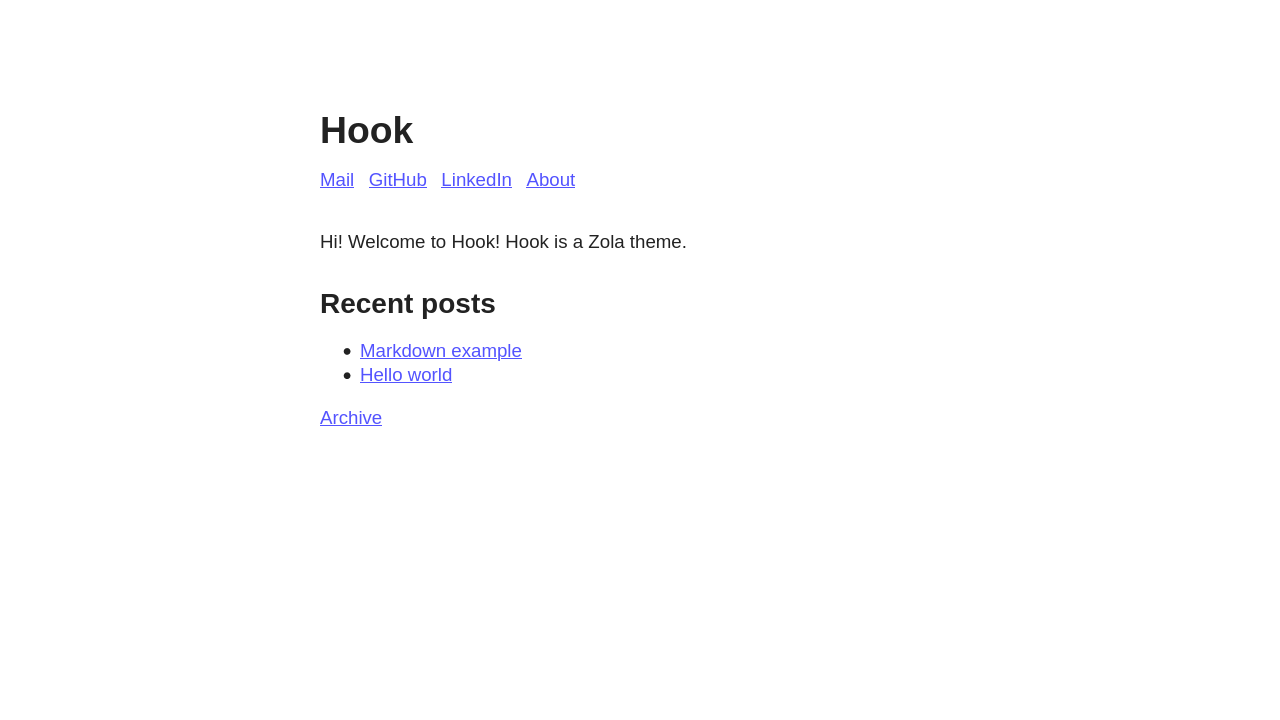 Hook
Mail GitHub LinkedIn About
Hi! Welcome to Hook! Hook is a Zola theme.
Recent posts
Markdown example
Hello world
Archive